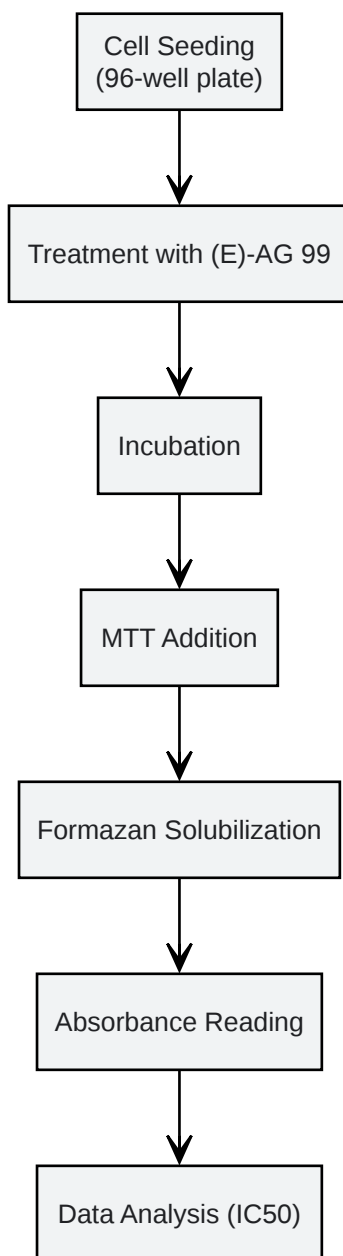 Cell Seeding
(96-well plate)
Treatment with (E)-AG 99
Incubation
MTT Addition
Formazan Solubilization
Absorbance Reading
Data Analysis (IC50)